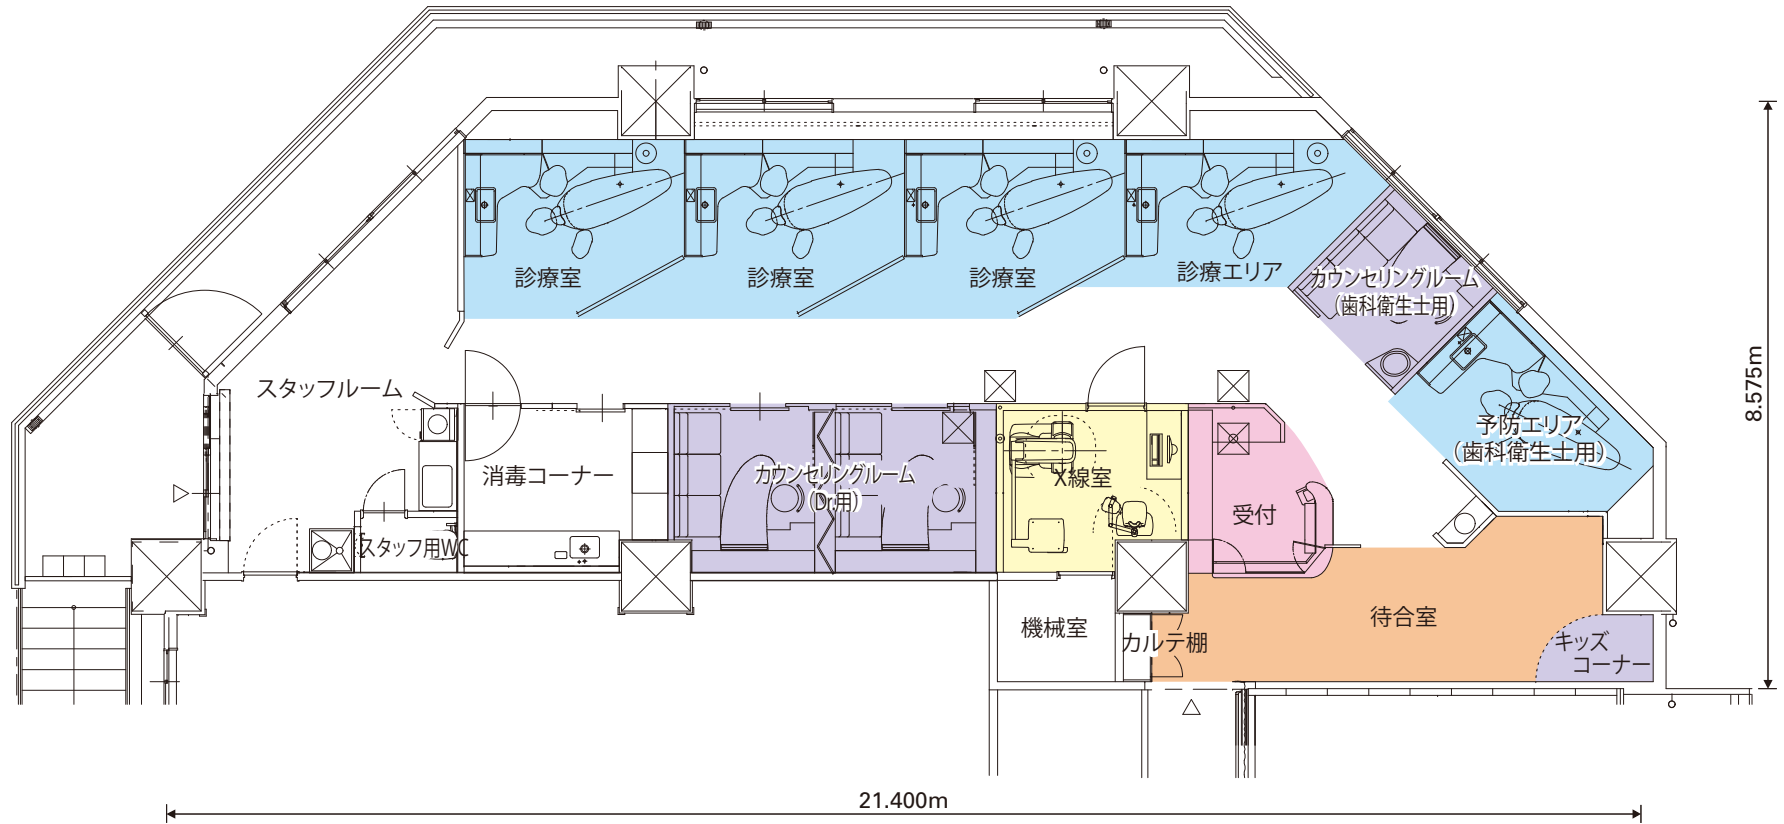 診療室
診療室
診療室
診療エリア
カウンセリングルーム
(歯科衛生士用)
予防エリア
(歯科衛生士用)
スタッフルーム
消毒コーナー
カウンセリングルーム
(Dr.用)
X線室
受付
スタッフ用WC
機械室
カルテ棚
待合室
キッズ
コーナー
8.575m
21.400m